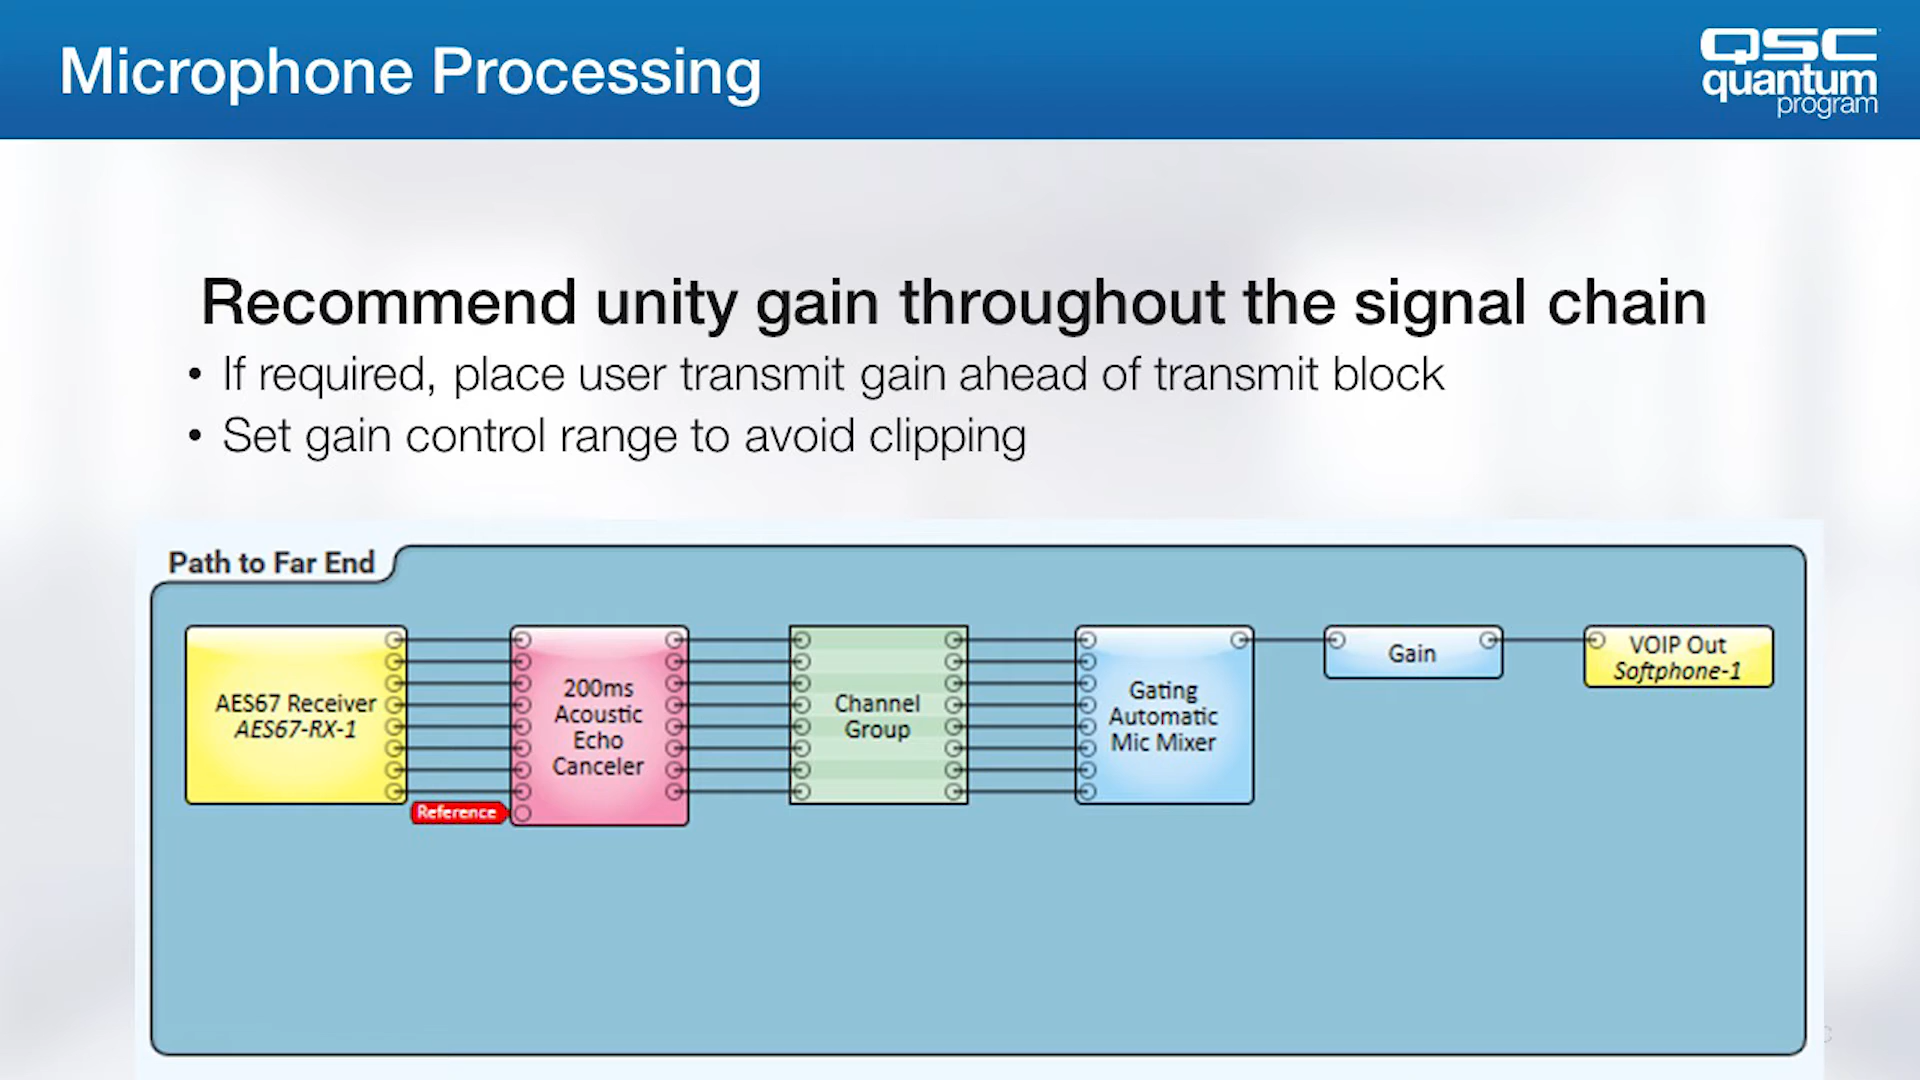 Microphone Processing
QSC
quantum
program
Recommend unity gain throughout the signal chain
• If required, place user transmit gain ahead of transmit block
• Set gain control range to avoid clipping
Path to Far End
AES67 Receiver
AES67-RX-1
Reference
200ms
Acoustic
Echo
Canceler
Channel
Group
Gating
Automatic
Mic Mixer
Gain
VOIP Out
Softphone-1